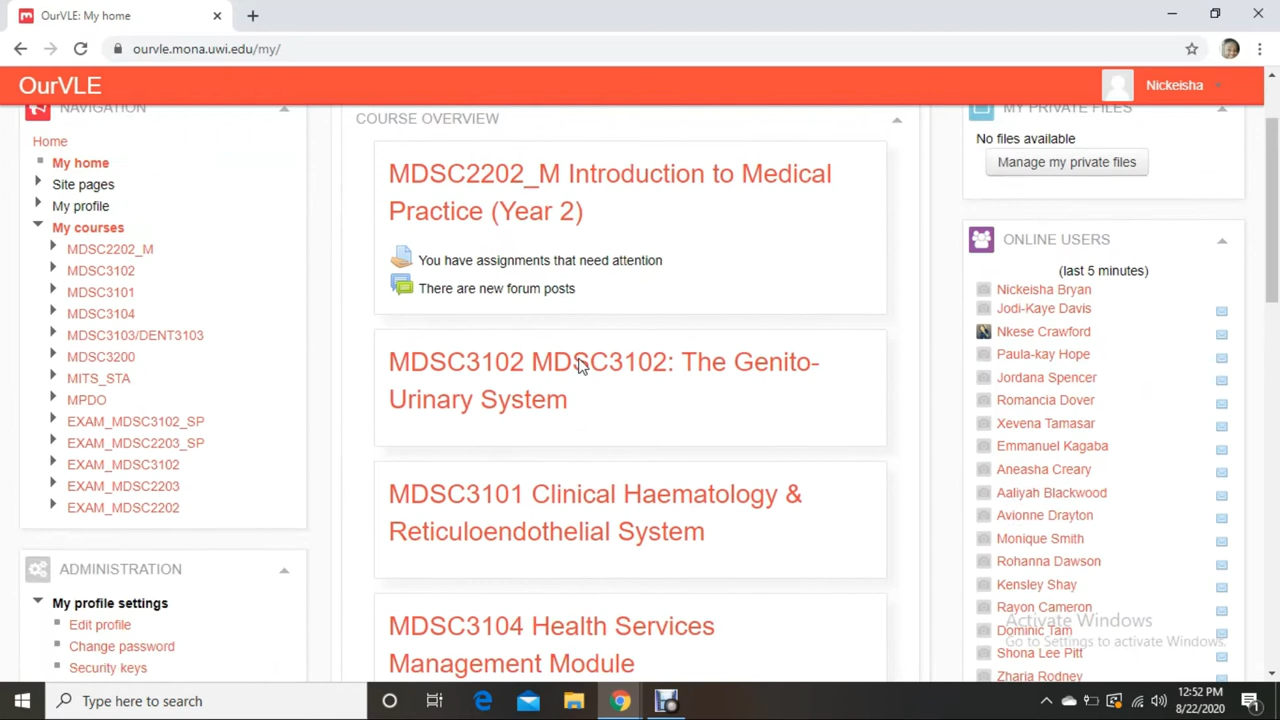 OurVLE: My home
ourvle.mona.uwi.edu/my/
OurVLE
Nickeisha
NAVIGATION
Home
My home
Site pages
My profile
My courses
MDSC2202_M
MDSC3102
MDSC3101
MDSC3104
MDSC3103/DENT3103
MDSC3200
MITS_STA
MPDO
EXAM_MDSC3102_SP
EXAM_MDSC2203_SP
EXAM_MDSC3102
EXAM_MDSC2203
EXAM_MDSC2202
ADMINISTRATION
My profile settings
Edit profile
Change password
Security keys
COURSE OVERVIEW
MDSC2202_M Introduction to Medical
Practice (Year 2)
You have assignments that need attention
There are new forum posts
MDSC3102 MDSC3102: The Genito-
Urinary System
MDSC3101 Clinical Haematology &
Reticuloendothelial System
MDSC3104 Health Services
Management Module
MY PRIVATE FILES
No files available
Manage my private files
ONLINE USERS
(last 5 minutes)
Nickeisha Bryan
Jodi-Kaye Davis
Nkese Crawford
Paula-kay Hope
Jordana Spencer
Romancia Dover
Xevena Tamasar
Emmanuel Kagaba
Aneasha Creary
Aaliyah Blackwood
Avionne Drayton
Monique Smith
Rohanna Dawson
Kensley Shay
Rayon Cameron
Dominic Tam
Shona Lee Pitt
Zharia Rodney
Activate Windows
Go to Settings to activate Windows.
Type here to search
12:52 PM
8/22/2020
1